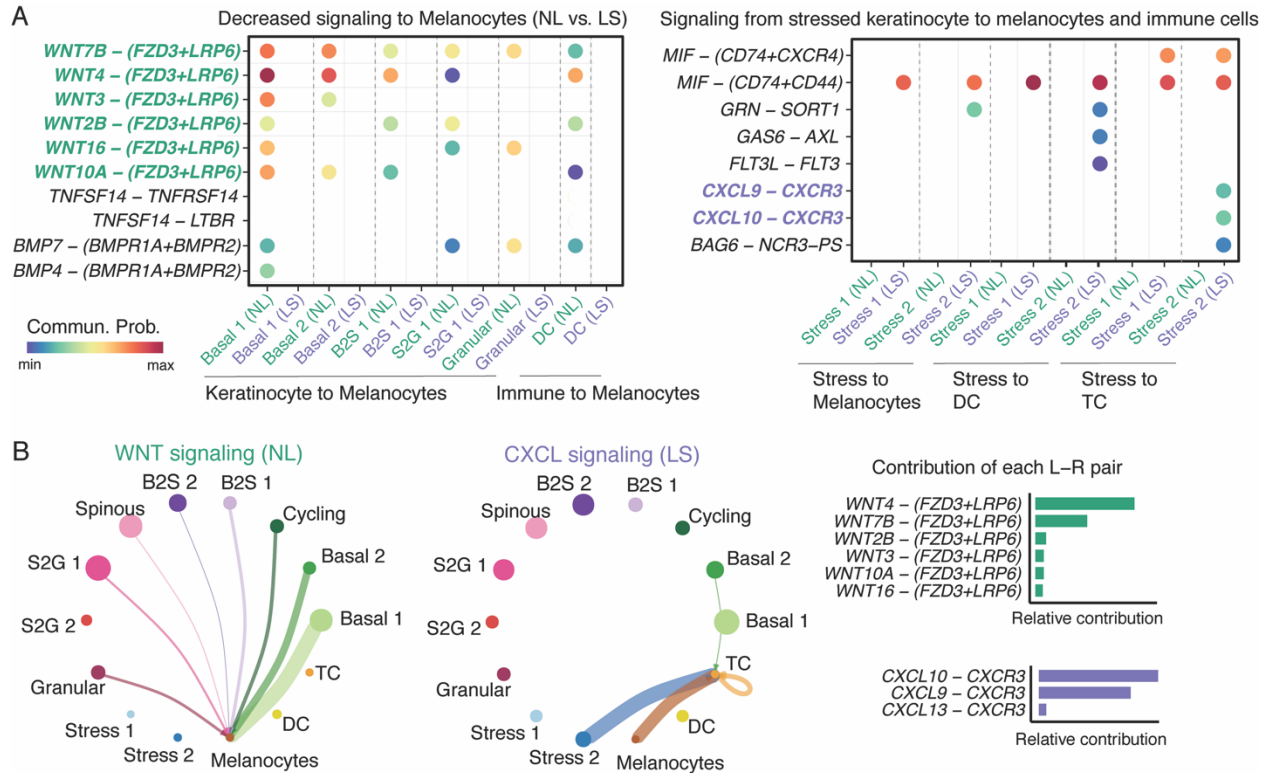 A
Decreased signaling to Melanocytes (NL vs. LS)
WNT7B – (FZD3+LRP6)
WNT4 – (FZD3+LRP6)
WNT3 – (FZD3+LRP6)
WNT2B – (FZD3+LRP6)
WNT16 – (FZD3+LRP6)
WNT10A – (FZD3+LRP6)
TNFSF14 – TNFRSF14
TNFSF14 – LTBR
BMP7 – (BMPR1A+BMPR2)
BMP4 – (BMPR1A+BMPR2)
Commun. Prob.
min max
Basal 1 (NL)
Basal 1 (LS)
Basal 2 (NL)
Basal 2 (LS)
B2S 1 (NL)
B2S 1 (LS)
S2G 1 (NL)
S2G 1 (LS)
Granular (NL)
Granular (LS)
DC (NL)
DC (LS)
Keratinocyte to Melanocytes
Immune to Melanocytes
Signaling from stressed keratinocyte to melanocytes and immune cells
MIF – (CD74+CXCR4)
MIF – (CD74+CD44)
GRN – SORT1
GAS6 – AXL
FLT3L – FLT3
CXCL9 – CXCR3
CXCL10 – CXCR3
BAG6 – NCR3–PS
Stress 1 (NL)
Stress 1 (LS)
Stress 2 (NL)
Stress 2 (LS)
Stress 1 (NL)
Stress 1 (LS)
Stress 2 (NL)
Stress 2 (LS)
Stress 1 (NL)
Stress 1 (LS)
Stress 2 (NL)
Stress 2 (LS)
Stress to
Melanocytes
Stress to
DC
Stress to
TC
B
WNT signaling (NL)
B2S 2
B2S 1
Spinous
Cycling
S2G 1
Basal 2
S2G 2
Basal 1
Granular
TC
Stress 1
DC
Stress 2
Melanocytes
CXCL signaling (LS)
B2S 2
B2S 1
Spinous
Cycling
S2G 1
Basal 2
S2G 2
Basal 1
Granular
TC
Stress 1
DC
Stress 2
Melanocytes
Contribution of each L–R pair
WNT4 – (FZD3+LRP6)
WNT7B – (FZD3+LRP6)
WNT2B – (FZD3+LRP6)
WNT3 – (FZD3+LRP6)
WNT10A – (FZD3+LRP6)
WNT16 – (FZD3+LRP6)
Relative contribution
CXCL10 – CXCR3
CXCL9 – CXCR3
CXCL13 – CXCR3
Relative contribution